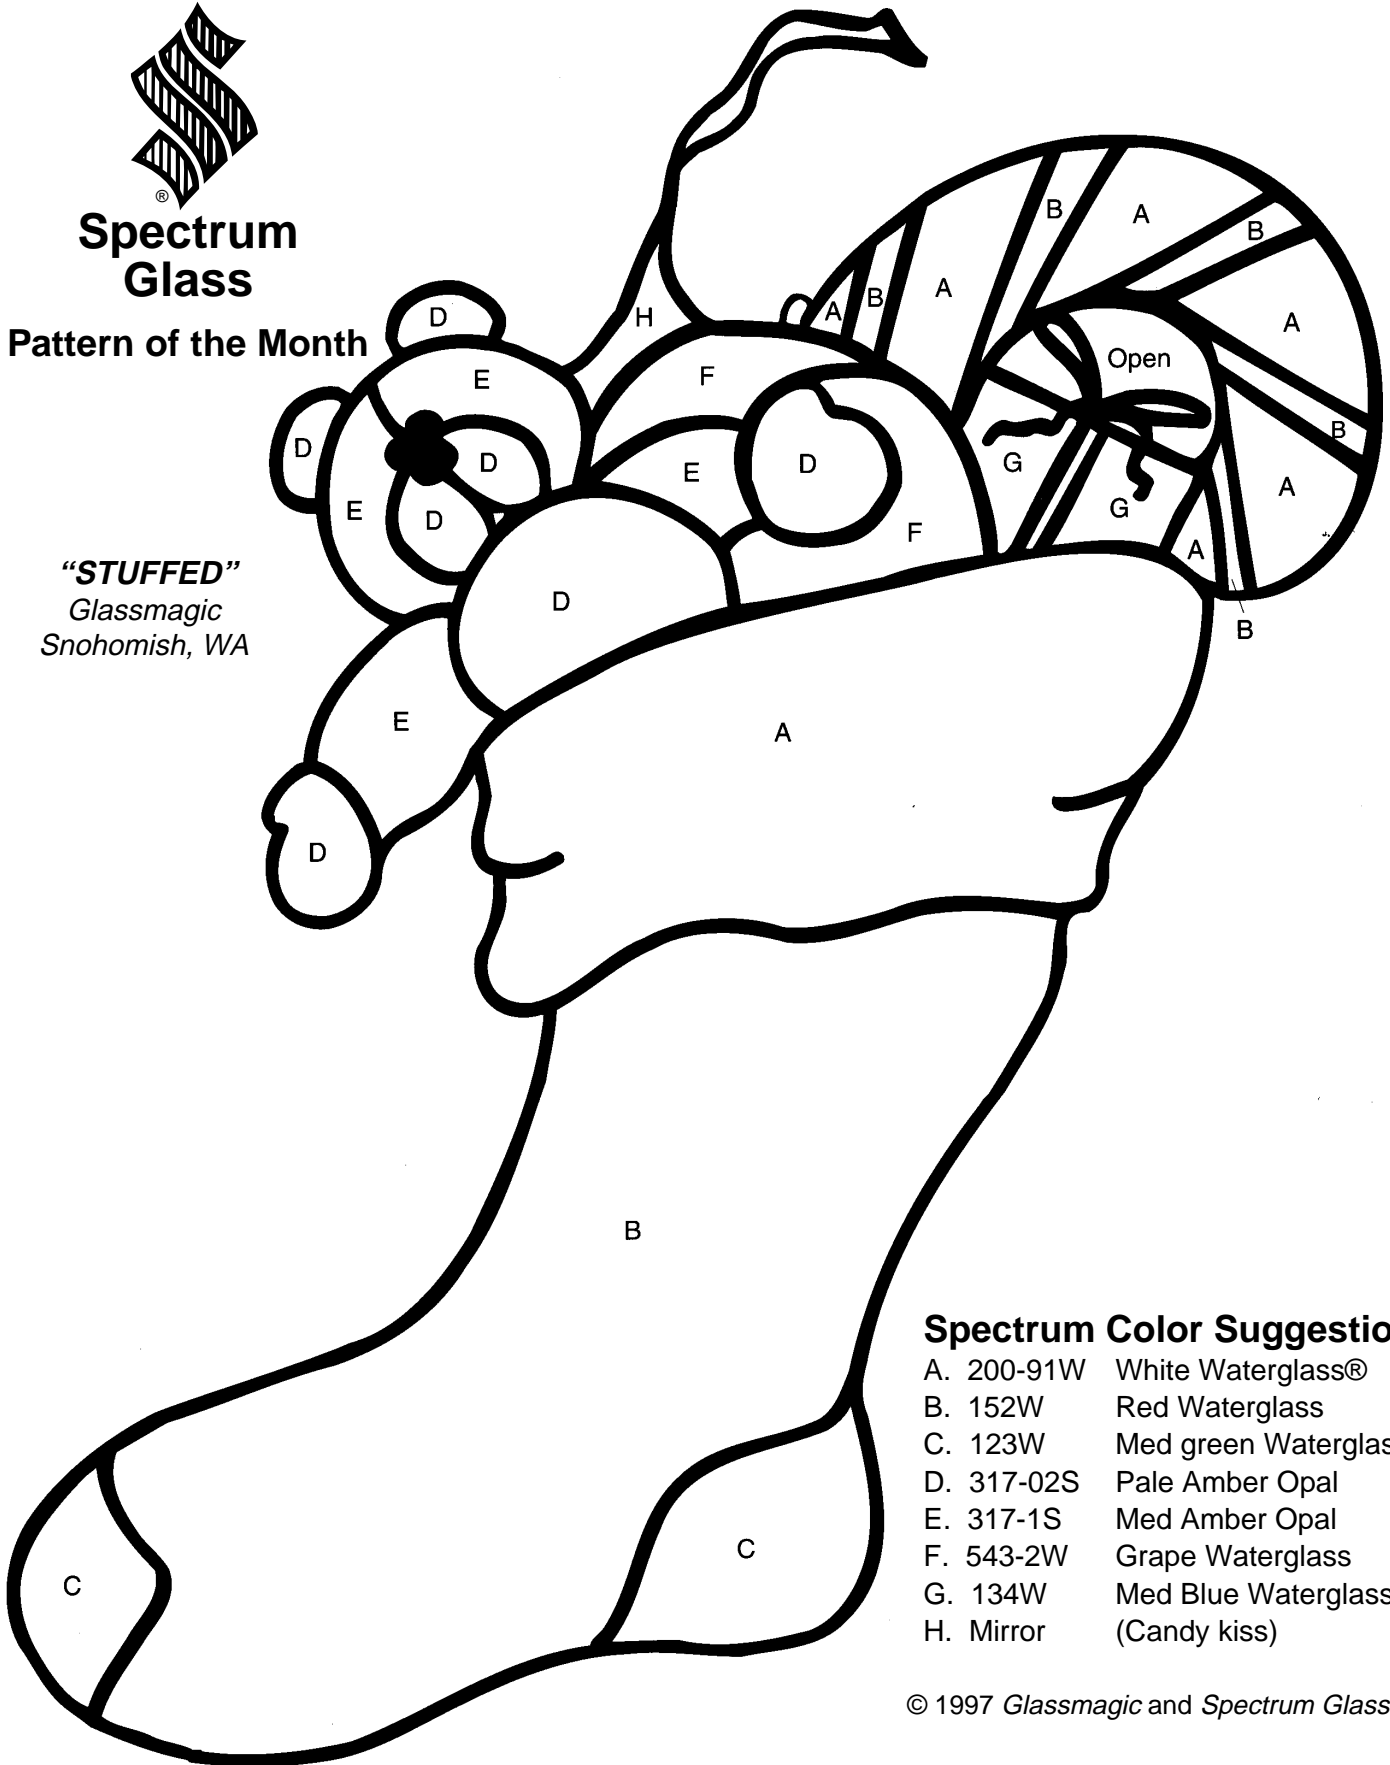 ®
Spectrum
Glass
Pattern of the Month
"STUFFED"
Glassmagic
Snohomish, WA
B
A
B
D
H
A
B
A
A
Open
E
F
B
D
D
E
D
G
A
E
D
G
F
A
D
B
E
A
D
B
C
C
Spectrum Color Suggestio
A. 200-91W White Waterglass®
B. 152W Red Waterglass
C. 123W Med green Waterglas
D. 317-02S Pale Amber Opal
E. 317-1S Med Amber Opal
F. 543-2W Grape Waterglass
G. 134W Med Blue Waterglass
H. Mirror (Candy kiss)
© 1997 Glassmagic and Spectrum Glass